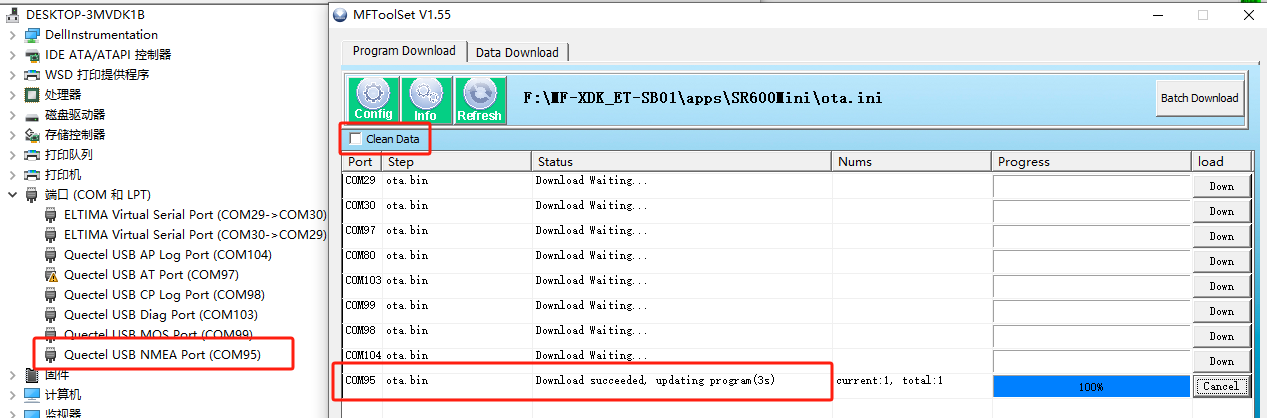 DESKTOP-3MVDK1B
DellInstrumentation
IDE ATA/ATAPI 控制器
WSD 打印提供程序
处理器
磁盘驱动器
存储控制器
打印队列
打印机
端口 (COM 和 LPT)
ELTIMA Virtual Serial Port (COM29->COM30)
ELTIMA Virtual Serial Port (COM30->COM29)
Quectel USB AP Log Port (COM104)
Quectel USB AT Port (COM97)
Quectel USB CP Log Port (COM98)
Quectel USB Diag Port (COM103)
Quectel USB MOS Port (COM99)
Quectel USB NMEA Port (COM95)
固件
计算机
监视器
MFToolSet V1.55
Program Download Data Download
Config Info Refresh F:\MF-XDK_ET-SB01\apps\SR600Mini\ota.ini Batch Download
Clean Data
Port Step Status Nums Progress load
COM29 ota.bin Download Waiting... Down
COM30 ota.bin Download Waiting... Down
COM97 ota.bin Download Waiting... Down
COM80 ota.bin Download Waiting... Down
COM103 ota.bin Download Waiting... Down
COM99 ota.bin Download Waiting... Down
COM98 ota.bin Download Waiting... Down
COM104 ota.bin Download Waiting... Down
COM95 ota.bin Download succeeded, updating program(3s) current:1, total:1 100% Cancel